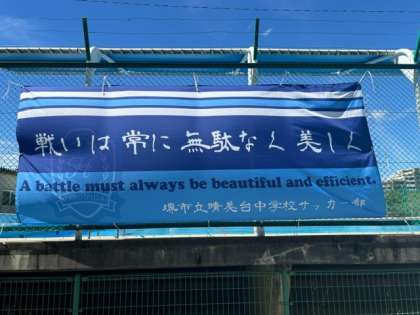 戦いは常に無駄なく美しく
A battle must always be beautiful and efficient.
堺市立晴美台中学校サッカー部